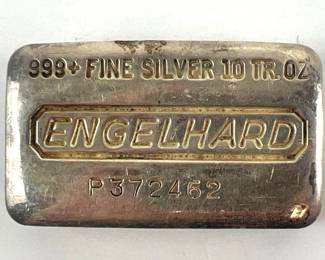 999+ FINE SILVER 10 TR. OZ
ENGELHARD
P372462